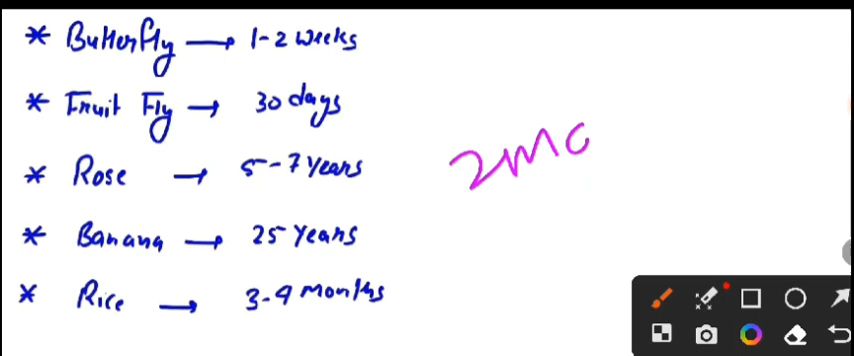 * Butterfly → 1-2 weeks
* Fruit Fly → 30 days
* Rose → 5-7 Years
2MC
* Banana → 25 Years
* Rice → 3-4 months